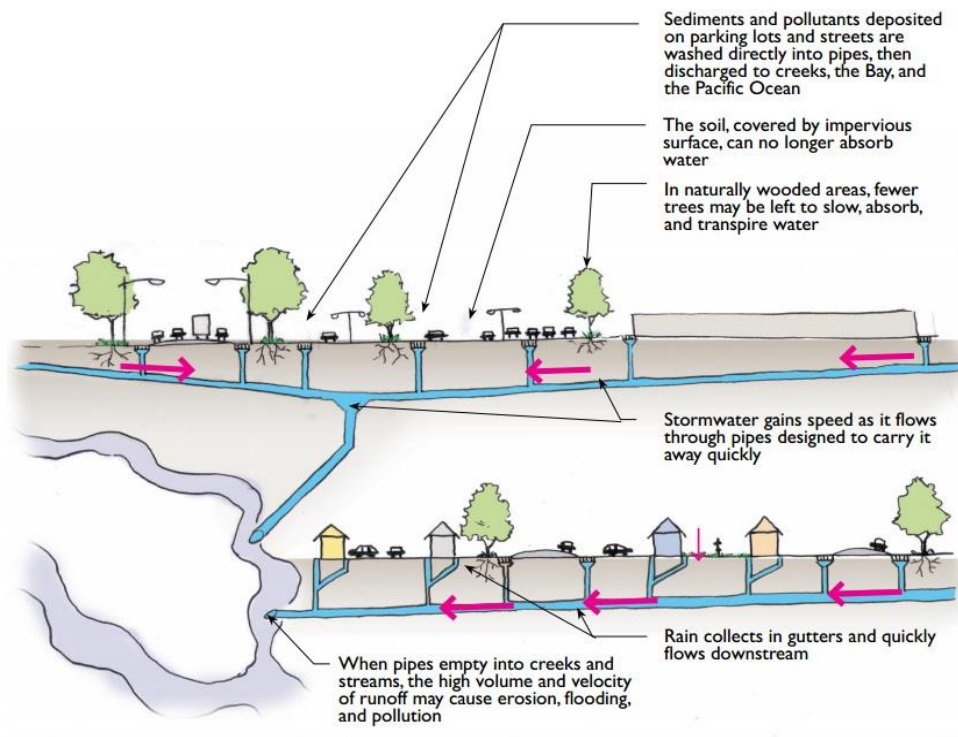 Sediments and pollutants deposited
on parking lots and streets are
washed directly into pipes, then
discharged to creeks, the Bay, and
the Pacific Ocean
The soil, covered by impervious
surface, can no longer absorb
water
In naturally wooded areas, fewer
trees may be left to slow, absorb,
and transpire water
Stormwater gains speed as it flows
through pipes designed to carry it
away quickly
Rain collects in gutters and quickly
flows downstream
When pipes empty into creeks and
streams, the high volume and velocity
of runoff may cause erosion, flooding,
and pollution